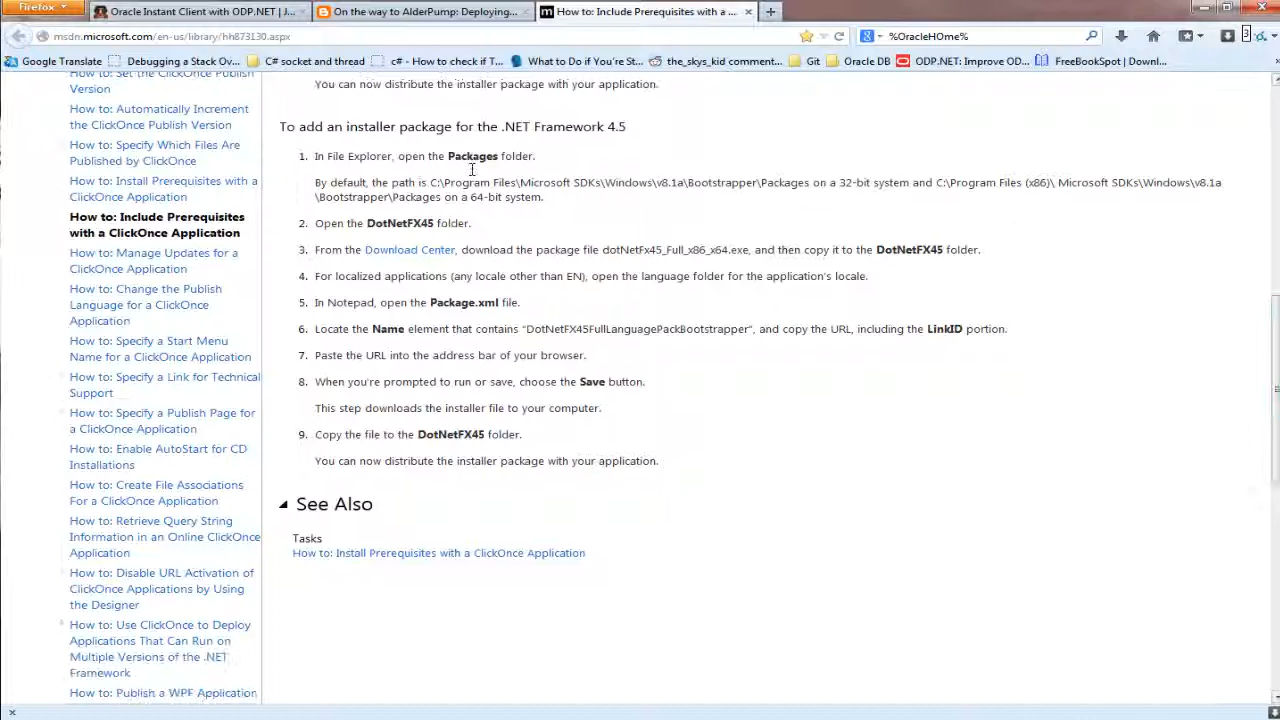 Firefox
Oracle Instant Client with ODP.NET | J...
On the way to AlderPump: Deploying...
How to: Include Prerequisites with a ...
msdn.microsoft.com/en-us/library/hh873130.aspx
%OracleHOme%
3
Google Translate
Debugging a Stack Ov...
C# socket and thread
c# - How to check if T...
What to Do if You're St...
the_skys_kid comment...
Git
Oracle DB
ODP.NET: Improve OD...
FreeBookSpot | Downl...
How to: Set the ClickOnce Publish
Version
How to: Automatically Increment
the ClickOnce Publish Version
How to: Specify Which Files Are
Published by ClickOnce
How to: Install Prerequisites with a
ClickOnce Application
How to: Include Prerequisites
with a ClickOnce Application
How to: Manage Updates for a
ClickOnce Application
How to: Change the Publish
Language for a ClickOnce
Application
How to: Specify a Start Menu
Name for a ClickOnce Application
How to: Specify a Link for Technical
Support
How to: Specify a Publish Page for
a ClickOnce Application
How to: Enable AutoStart for CD
Installations
How to: Create File Associations
For a ClickOnce Application
How to: Retrieve Query String
Information in an Online ClickOnce
Application
How to: Disable URL Activation of
ClickOnce Applications by Using
the Designer
How to: Use ClickOnce to Deploy
Applications That Can Run on
Multiple Versions of the .NET
Framework
How to: Publish a WPF Application
You can now distribute the installer package with your application.
To add an installer package for the .NET Framework 4.5
1. In File Explorer, open the Packages folder.
By default, the path is C:\Program Files\Microsoft SDKs\Windows\v8.1a\Bootstrapper\Packages on a 32-bit system and C:\Program Files (x86)\ Microsoft SDKs\Windows\v8.1a
\Bootstrapper\Packages on a 64-bit system.
2. Open the DotNetFX45 folder.
3. From the Download Center, download the package file dotNetFx45_Full_x86_x64.exe, and then copy it to the DotNetFX45 folder.
4. For localized applications (any locale other than EN), open the language folder for the application's locale.
5. In Notepad, open the Package.xml file.
6. Locate the Name element that contains "DotNetFX45FullLanguagePackBootstrapper", and copy the URL, including the LinkID portion.
7. Paste the URL into the address bar of your browser.
8. When you're prompted to run or save, choose the Save button.
This step downloads the installer file to your computer.
9. Copy the file to the DotNetFX45 folder.
You can now distribute the installer package with your application.
See Also
Tasks
How to: Install Prerequisites with a ClickOnce Application